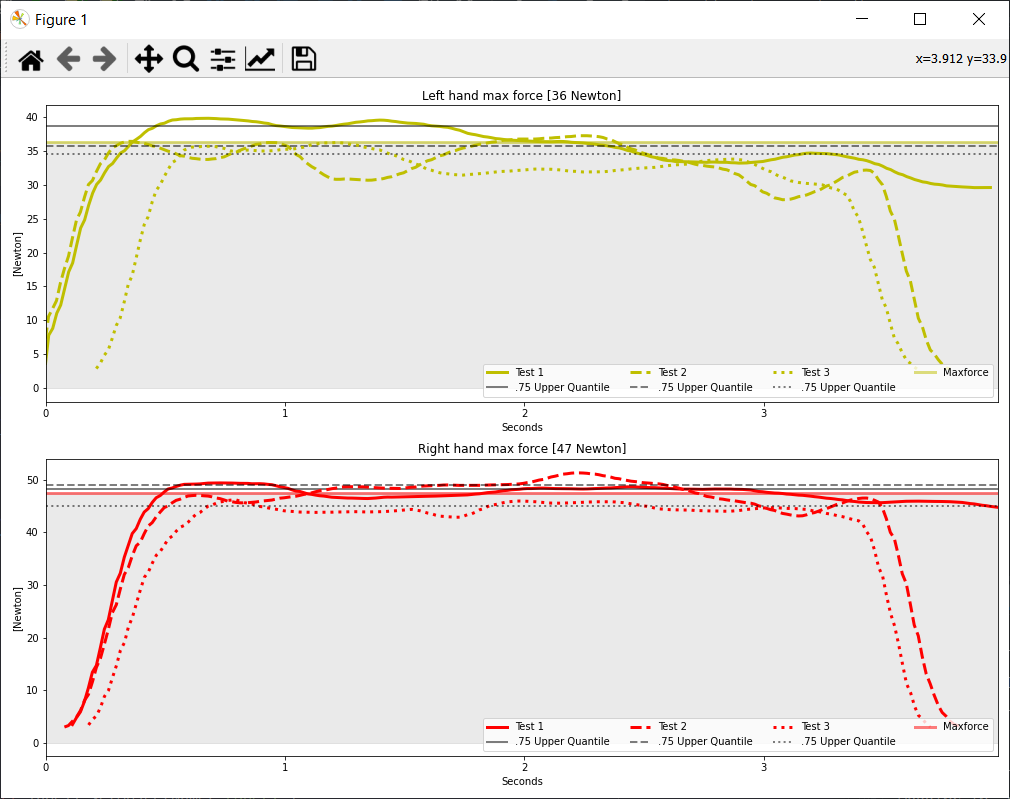 Figure 1
x=3.912 y=33.9
Left hand max force [36 Newton]
40
35
30
25
20
15
10
5
0
[Newton]
Test 1 Test 2 Test 3 Maxforce
.75 Upper Quantile .75 Upper Quantile .75 Upper Quantile
0 1 2 3
Seconds
Right hand max force [47 Newton]
50
40
30
20
10
0
[Newton]
Test 1 Test 2 Test 3 Maxforce
.75 Upper Quantile .75 Upper Quantile .75 Upper Quantile
0 1 2 3
Seconds